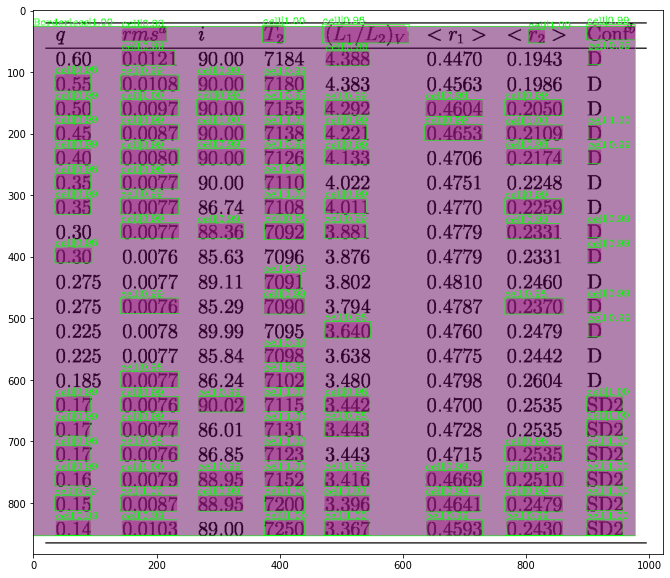 q rms^a i T_2 (L_1/L_2)_V < r_1 > < r_2 > Conf^b
0.60 0.0121 90.00 7184 4.388 0.4470 0.1943 D
0.55 0.0108 90.00 7180 4.383 0.4563 0.1986 D
0.50 0.0097 90.00 7155 4.292 0.4604 0.2050 D
0.45 0.0087 90.00 7138 4.221 0.4653 0.2109 D
0.40 0.0080 90.00 7126 4.133 0.4706 0.2174 D
0.35 0.0077 90.00 7110 4.022 0.4751 0.2248 D
0.35 0.0077 86.74 7108 4.011 0.4770 0.2259 D
0.30 0.0077 88.36 7092 3.881 0.4779 0.2331 D
0.30 0.0076 85.63 7096 3.876 0.4779 0.2331 D
0.275 0.0077 89.11 7091 3.802 0.4810 0.2460 D
0.275 0.0076 85.29 7090 3.794 0.4787 0.2370 D
0.225 0.0078 89.99 7095 3.640 0.4760 0.2479 D
0.225 0.0077 85.84 7098 3.638 0.4775 0.2442 D
0.185 0.0077 86.24 7102 3.480 0.4798 0.2604 D
0.17 0.0076 90.02 7115 3.442 0.4700 0.2535 SD2
0.17 0.0077 86.01 7131 3.443 0.4728 0.2535 SD2
0.17 0.0076 86.85 7123 3.443 0.4715 0.2535 SD2
0.16 0.0079 88.95 7152 3.416 0.4669 0.2510 SD2
0.15 0.0087 88.95 7200 3.396 0.4641 0.2479 SD2
0.14 0.0103 89.00 7250 3.367 0.4593 0.2430 SD2
0
100
200
300
400
500
600
700
800
0 200 400 600 800 1000